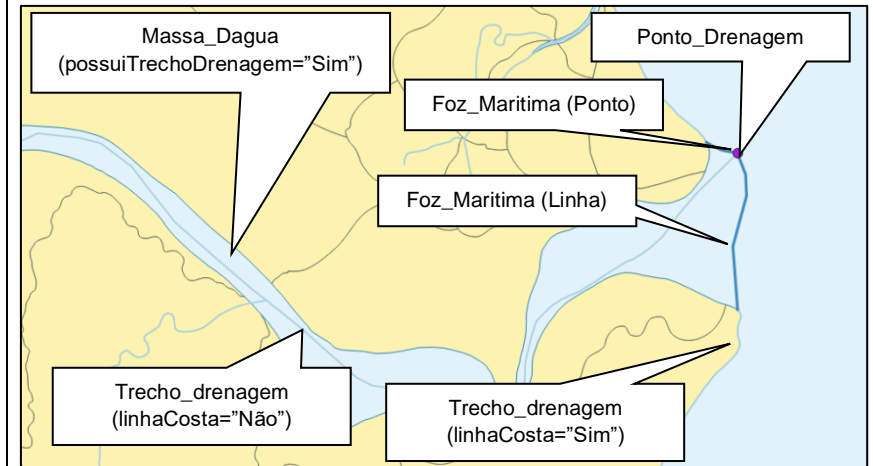 Massa_Dagua
(possuiTrechoDrenagem=”Sim”)
Ponto_Drenagem
Foz_Maritima (Ponto)
Foz_Maritima (Linha)
Trecho_drenagem
(linhaCosta=”Não”)
Trecho_drenagem
(linhaCosta=”Sim”)